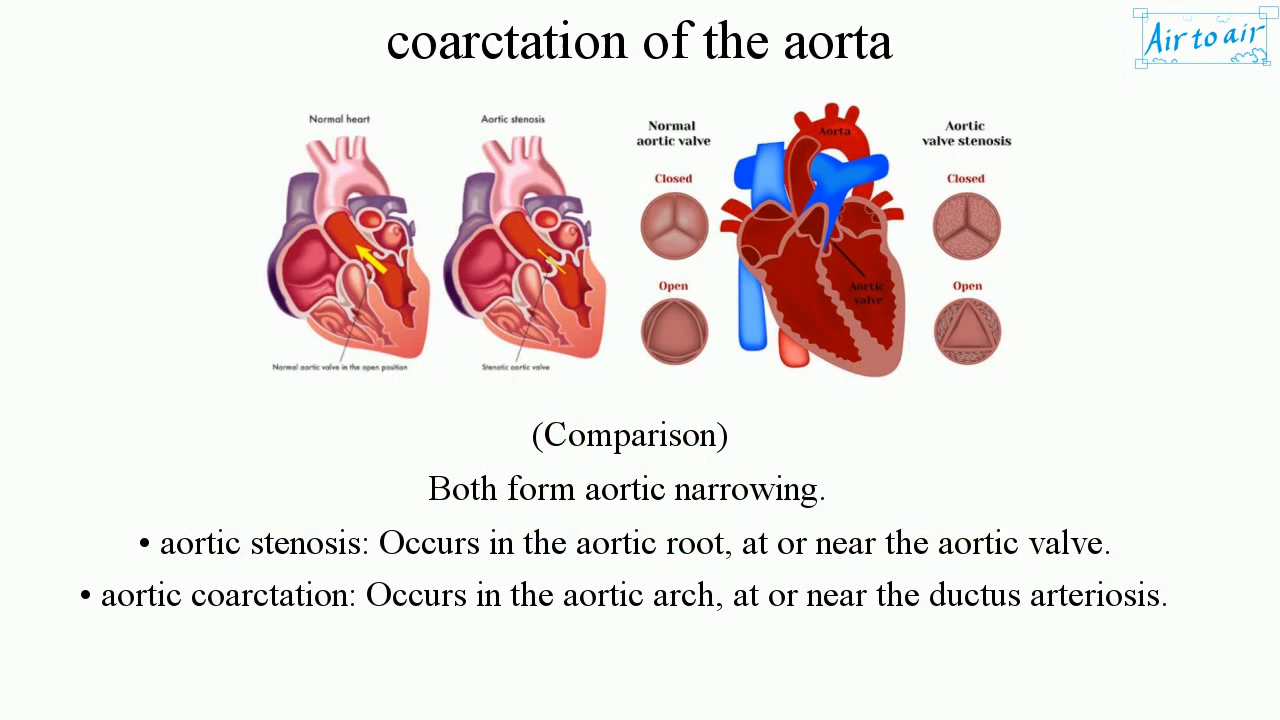 coarctation of the aorta
Air to air
Normal heart
Aortic stenosis
Normal aortic valve in the open position
Stenotic aortic valve
Normal
aortic valve
Closed
Open
Aorta
Aortic
valve
Aortic
valve stenosis
Closed
Open
(Comparison)
Both form aortic narrowing.
• aortic stenosis: Occurs in the aortic root, at or near the aortic valve.
• aortic coarctation: Occurs in the aortic arch, at or near the ductus arteriosis.